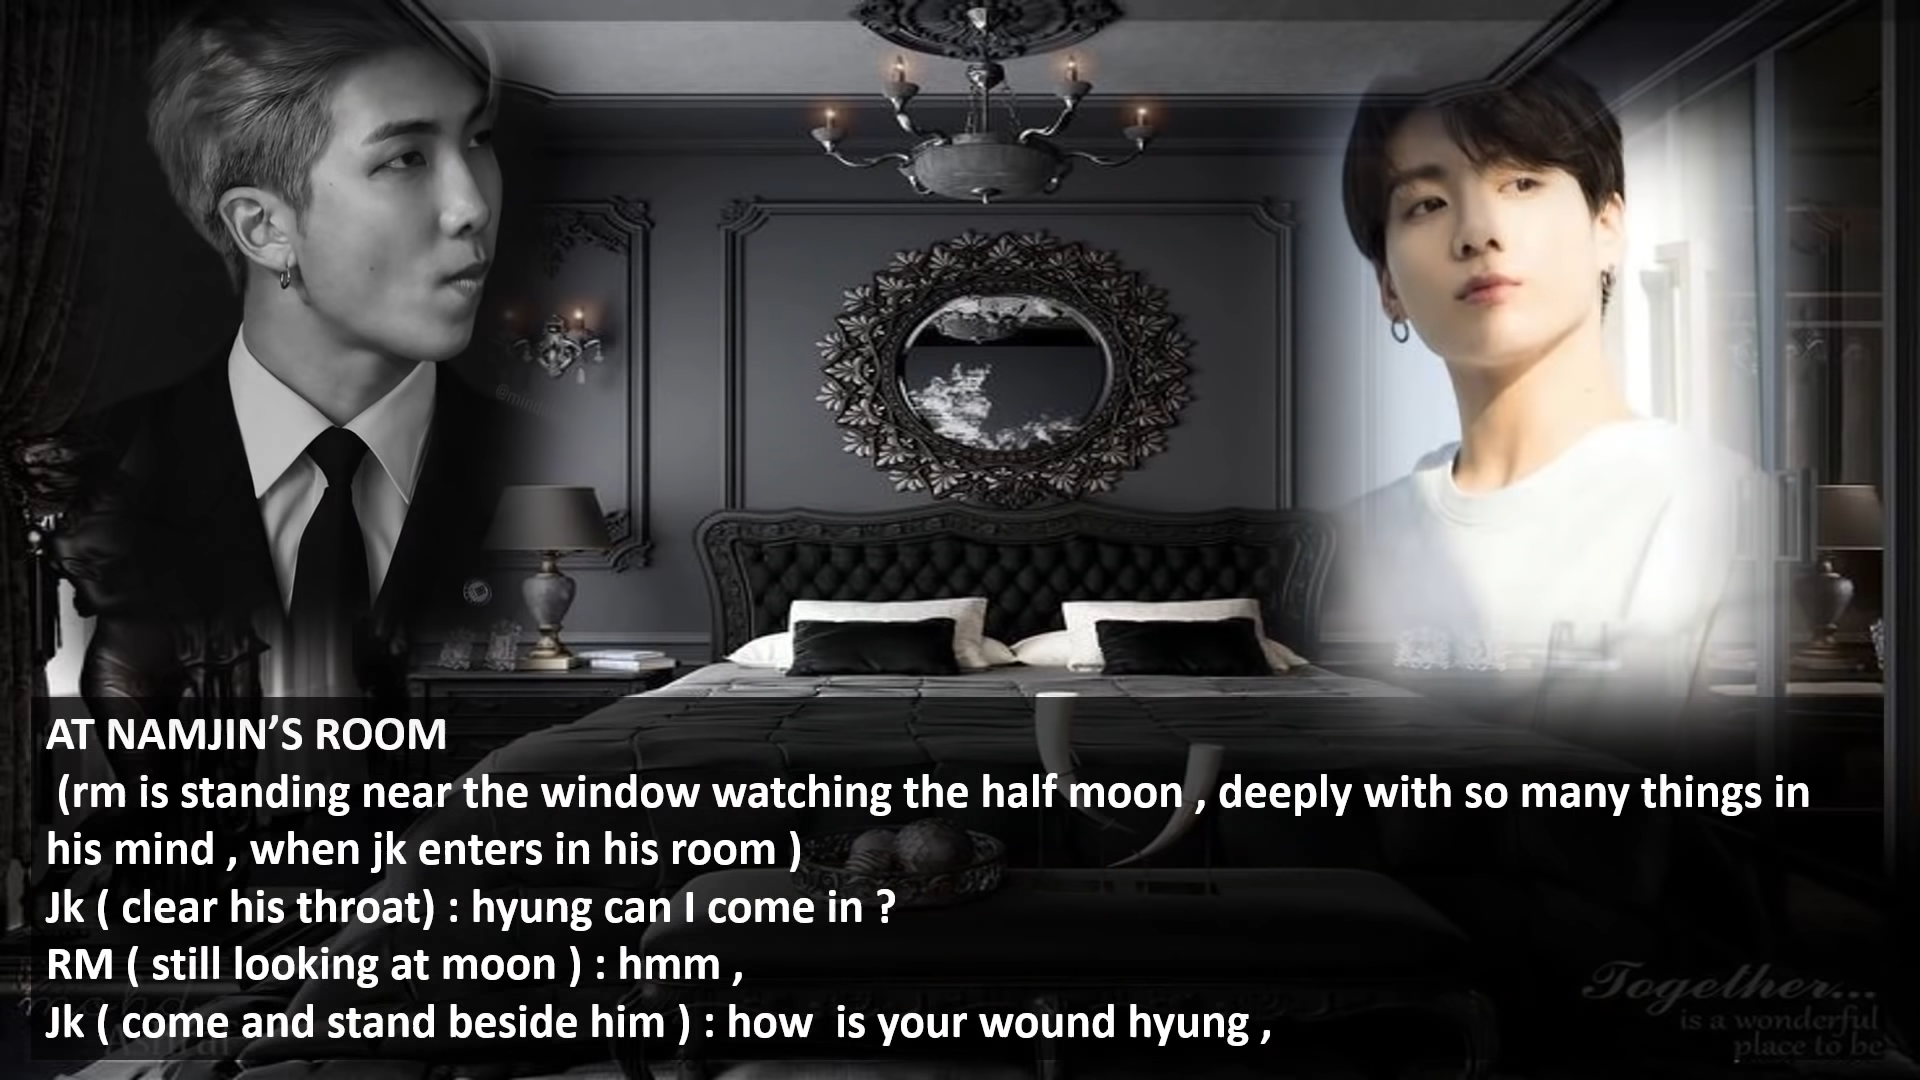 AT NAMJIN’S ROOM
(rm is standing near the window watching the half moon , deeply with so many things in
his mind , when jk enters in his room )
Jk ( clear his throat) : hyung can I come in ?
RM ( still looking at moon ) : hmm ,
Jk ( come and stand beside him ) : how  is your wound hyung ,
Together...
is a wonderful
place to be